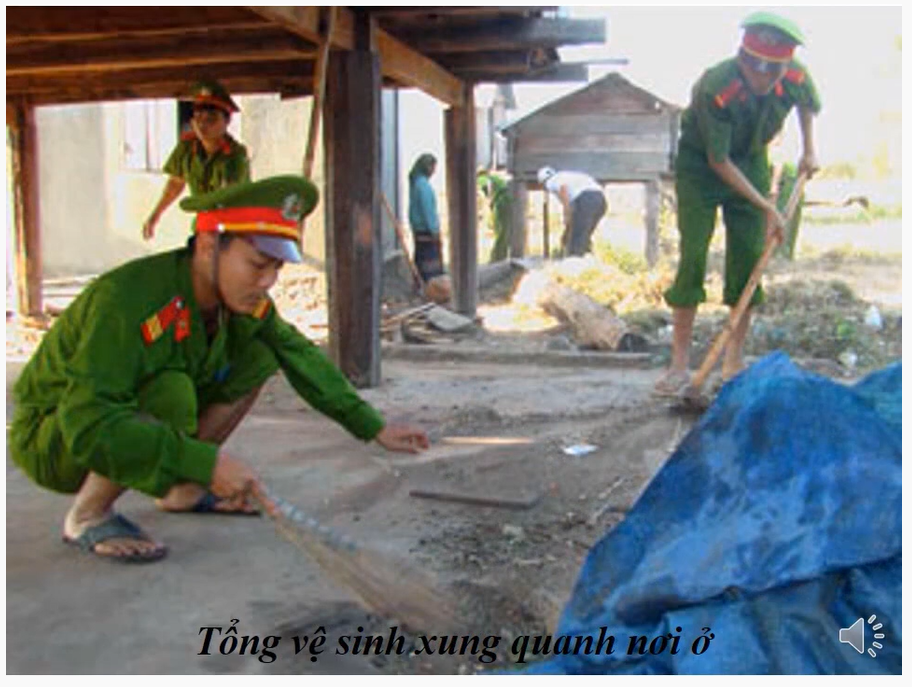 Tổng vệ sinh xung quanh nơi ở